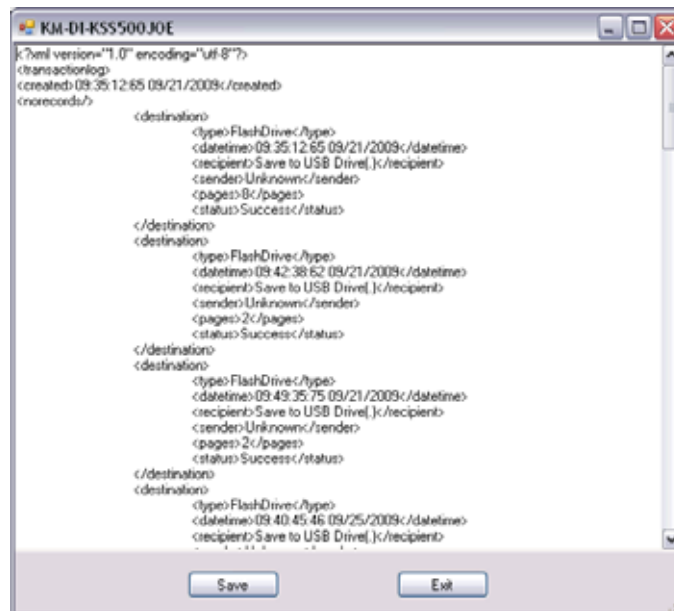 KM-DI-KSS500JOE
<?xml version="1.0" encoding="utf-8"?>
<transactionlog>
<created>09:35:12:65 09/21/2009</created>
<norecords/>
<destination>
<type>FlashDrive</type>
<datetime>09:35:12:65 09/21/2009</datetime>
<recipient>Save to USB Drive(.)</recipient>
<sender>Unknown</sender>
<pages>8</pages>
<status>Success</status>
</destination>
<destination>
<type>FlashDrive</type>
<datetime>09:42:38:62 09/21/2009</datetime>
<recipient>Save to USB Drive(.)</recipient>
<sender>Unknown</sender>
<pages>2</pages>
<status>Success</status>
</destination>
<destination>
<type>FlashDrive</type>
<datetime>09:49:35:75 09/21/2009</datetime>
<recipient>Save to USB Drive(.)</recipient>
<sender>Unknown</sender>
<pages>2</pages>
<status>Success</status>
</destination>
<destination>
<type>FlashDrive</type>
<datetime>09:40:45:46 09/25/2009</datetime>
<recipient>Save to USB Drive(.)</recipient>
Save Exit